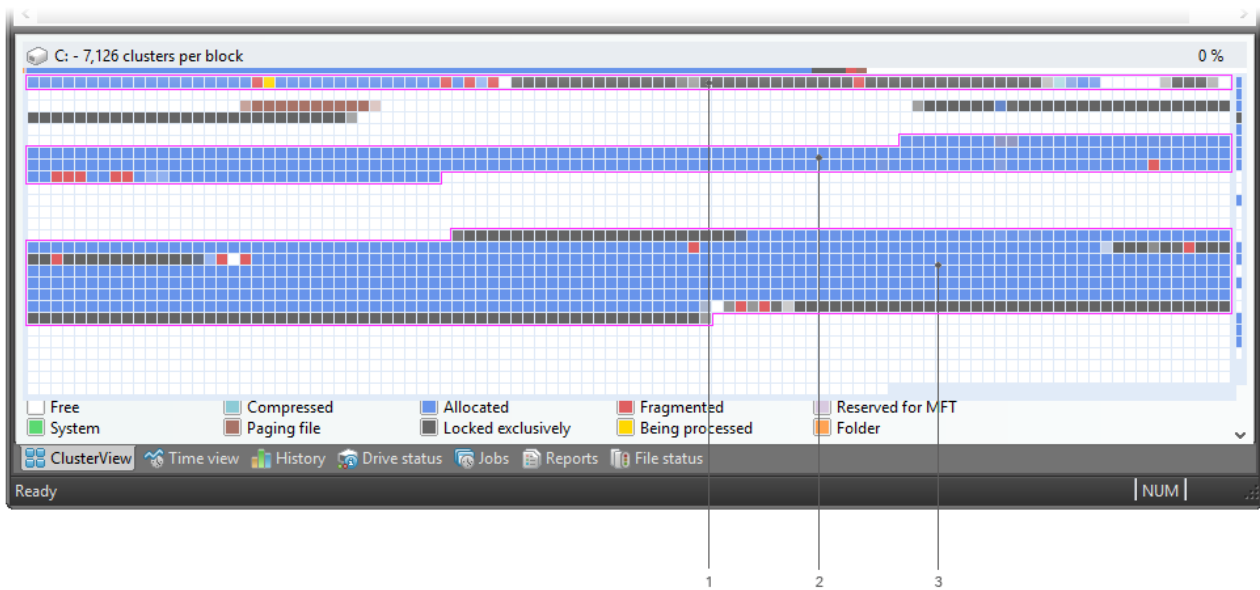 C: - 7,126 clusters per block 0 %
Free Compressed Allocated Fragmented Reserved for MFT
System Paging file Locked exclusively Being processed Folder
ClusterView Time view History Drive status Jobs Reports File status
Ready NUM
1 2 3